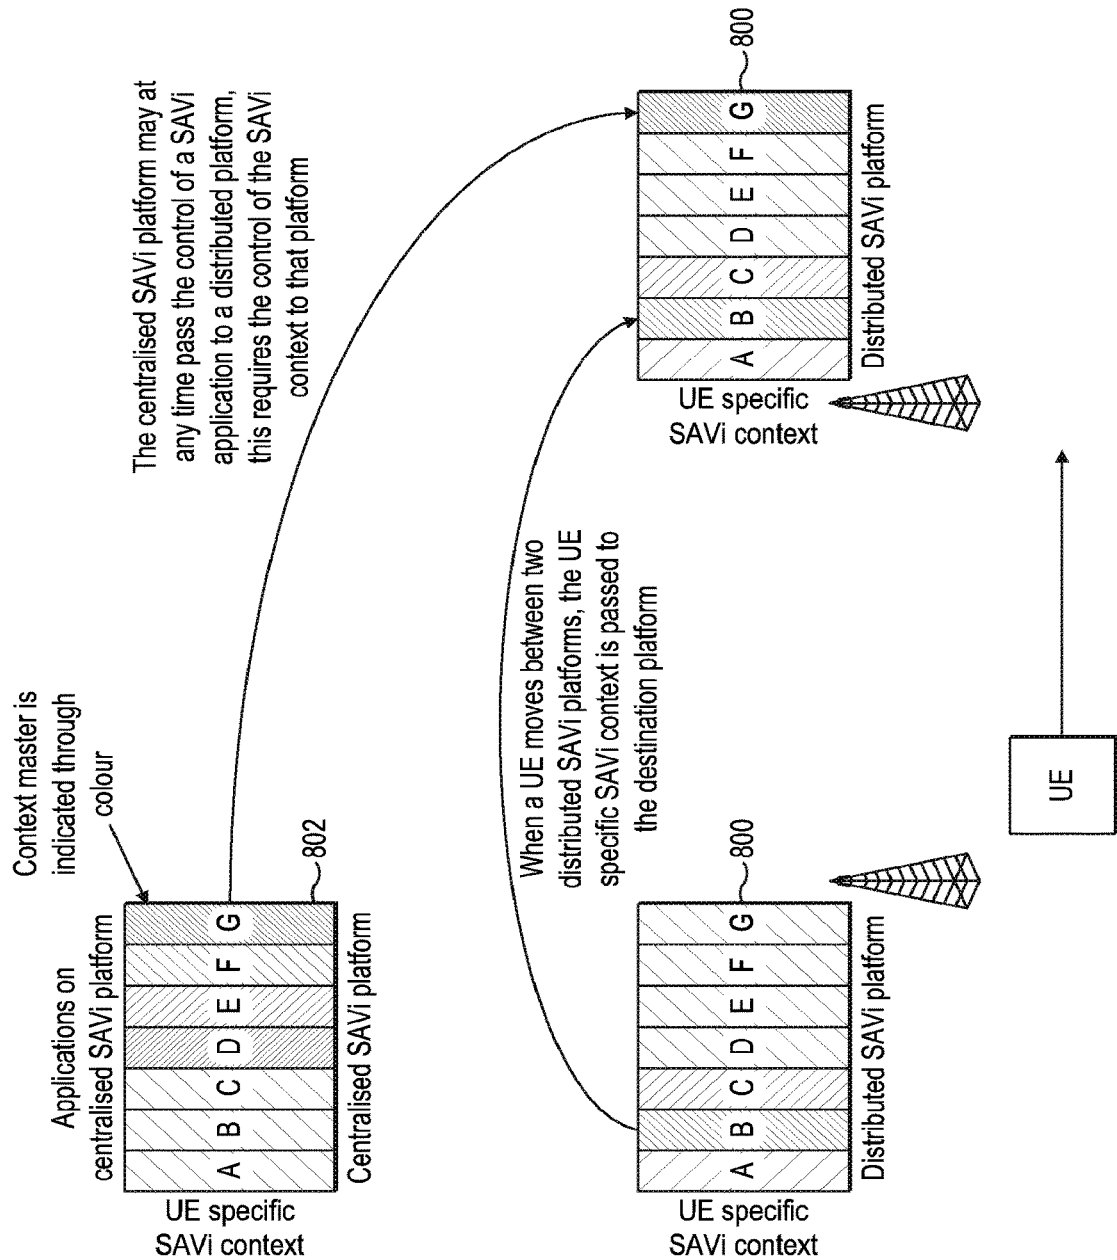 Applications on
centralised SAVi platform
Context master is
indicated through
colour
A B C D E F G
802
Centralised SAVi platform
UE specific
SAVi context
The centralised SAVi platform may at
any time pass the control of a SAVi
application to a distributed platform,
this requires the control of the SAVi
context to that platform
When a UE moves between two
distributed SAVi platforms, the UE
specific SAVi context is passed to
the destination platform
A B C D E F G
800
Distributed SAVi platform
UE specific
SAVi context
A B C D E F G
800
Distributed SAVi platform
UE specific
SAVi context
UE